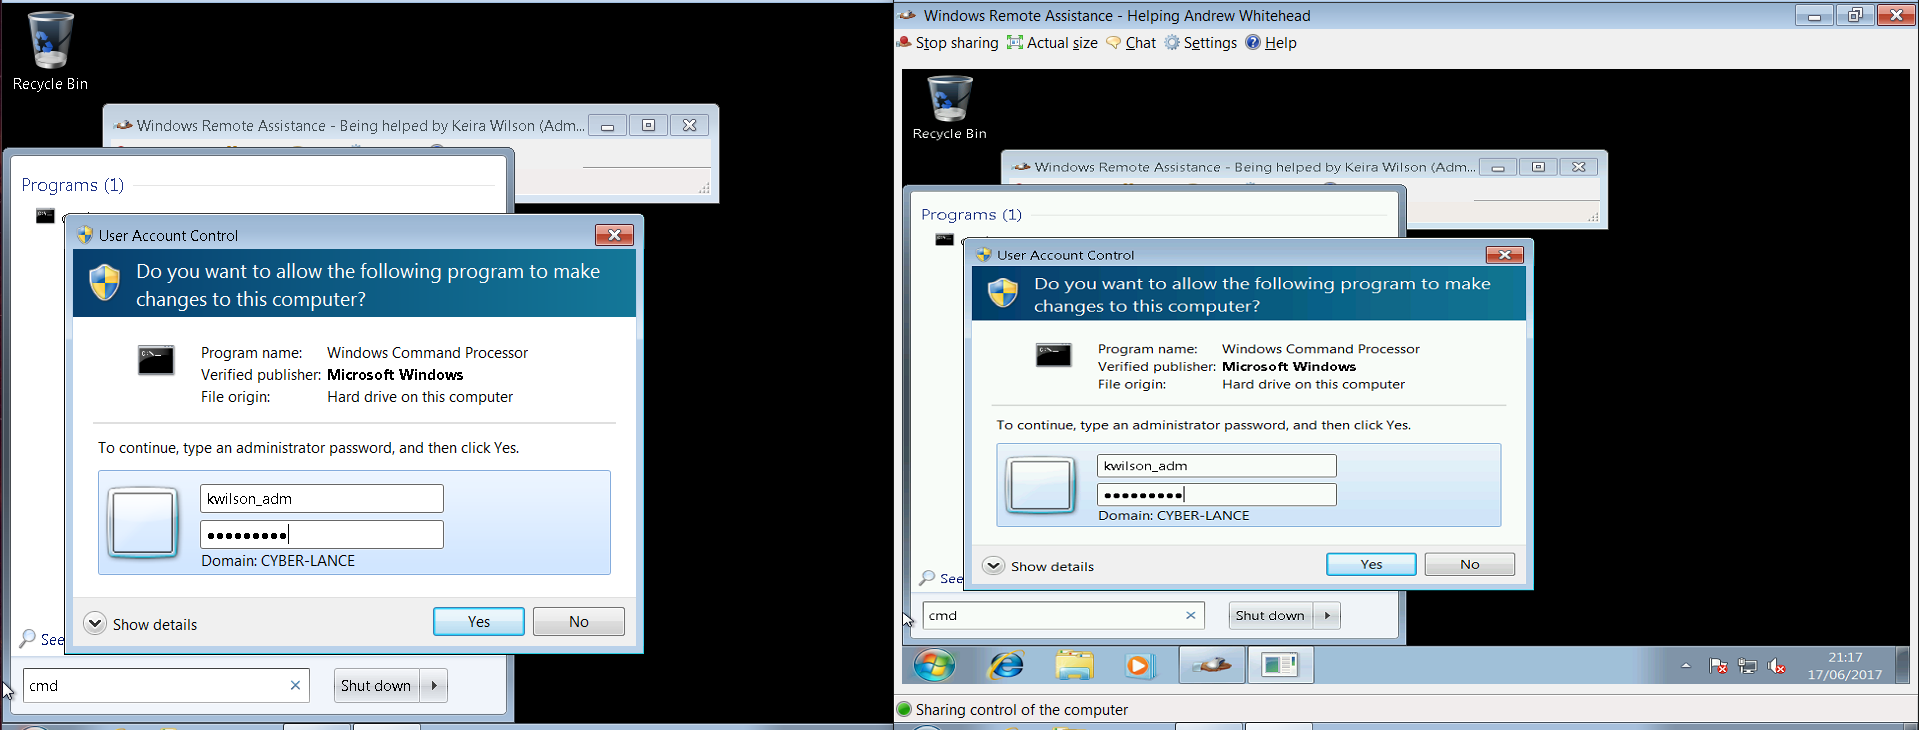 Recycle Bin
Windows Remote Assistance - Being helped by Keira Wilson (Adm...
Programs (1)
User Account Control
Do you want to allow the following program to make
changes to this computer?
Program name: Windows Command Processor
Verified publisher: Microsoft Windows
File origin: Hard drive on this computer
To continue, type an administrator password, and then click Yes.
kwilson_adm
●●●●●●●●●
Domain: CYBER-LANCE
Show details
Yes
No
See
cmd
Shut down
Windows Remote Assistance - Helping Andrew Whitehead
Stop sharing Actual size Chat Settings Help
Recycle Bin
Windows Remote Assistance - Being helped by Keira Wilson (Adm...
Programs (1)
User Account Control
Do you want to allow the following program to make
changes to this computer?
Program name: Windows Command Processor
Verified publisher: Microsoft Windows
File origin: Hard drive on this computer
To continue, type an administrator password, and then click Yes.
kwilson_adm
●●●●●●●●●
Domain: CYBER-LANCE
Show details
Yes
No
See
cmd
Shut down
21:17
17/06/2017
Sharing control of the computer